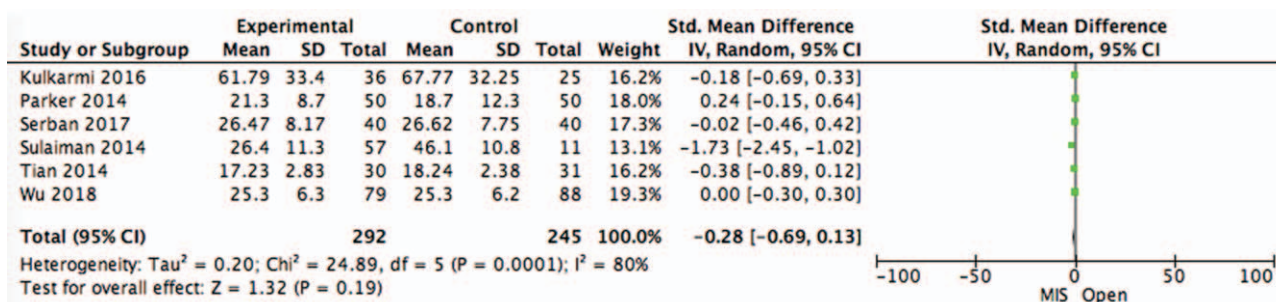 Experimental Control Std. Mean Difference Std. Mean Difference
Study or Subgroup Mean SD Total Mean SD Total Weight IV, Random, 95% CI IV, Random, 95% CI
Kulkarmi 2016 61.79 33.4 36 67.77 32.25 25 16.2% −0.18 [−0.69, 0.33]
Parker 2014 21.3 8.7 50 18.7 12.3 50 18.0% 0.24 [−0.15, 0.64]
Serban 2017 26.47 8.17 40 26.62 7.75 40 17.3% −0.02 [−0.46, 0.42]
Sulaiman 2014 26.4 11.3 57 46.1 10.8 11 13.1% −1.73 [−2.45, −1.02]
Tian 2014 17.23 2.83 30 18.24 2.38 31 16.2% −0.38 [−0.89, 0.12]
Wu 2018 25.3 6.3 79 25.3 6.2 88 19.3% 0.00 [−0.30, 0.30]
Total (95% CI) 292 245 100.0% −0.28 [−0.69, 0.13]
Heterogeneity: Tau² = 0.20; Chi² = 24.89, df = 5 (P = 0.0001); I² = 80%
Test for overall effect: Z = 1.32 (P = 0.19)
−100 −50 0 50 100
MIS Open